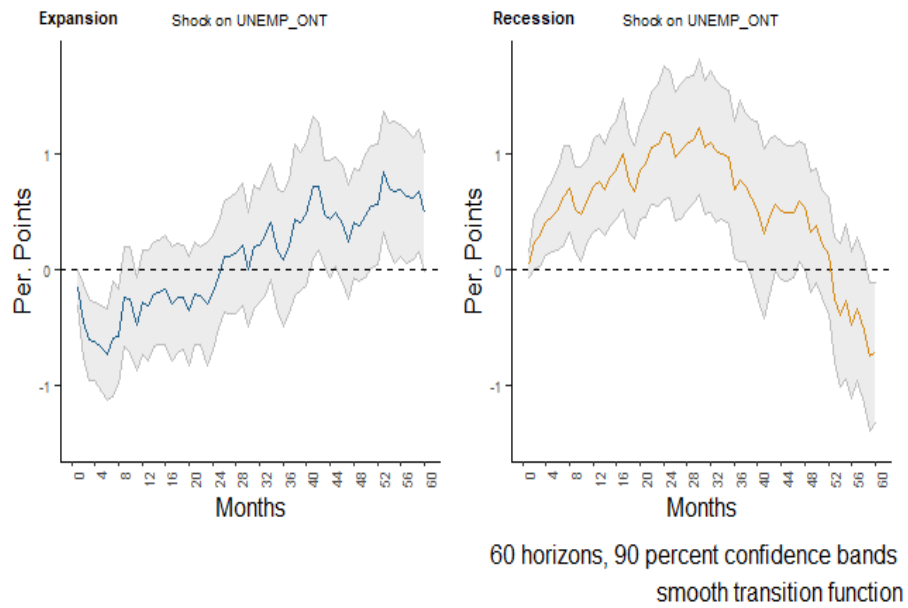 Expansion
Shock on UNEMP_ONT
Per. Points
1
0
-1
0 4 8 12 16 20 24 28 32 36 40 44 48 52 56 60
Months
Recession
Shock on UNEMP_ONT
Per. Points
1
0
-1
0 4 8 12 16 20 24 28 32 36 40 44 48 52 56 60
Months
60 horizons, 90 percent confidence bands
smooth transition function